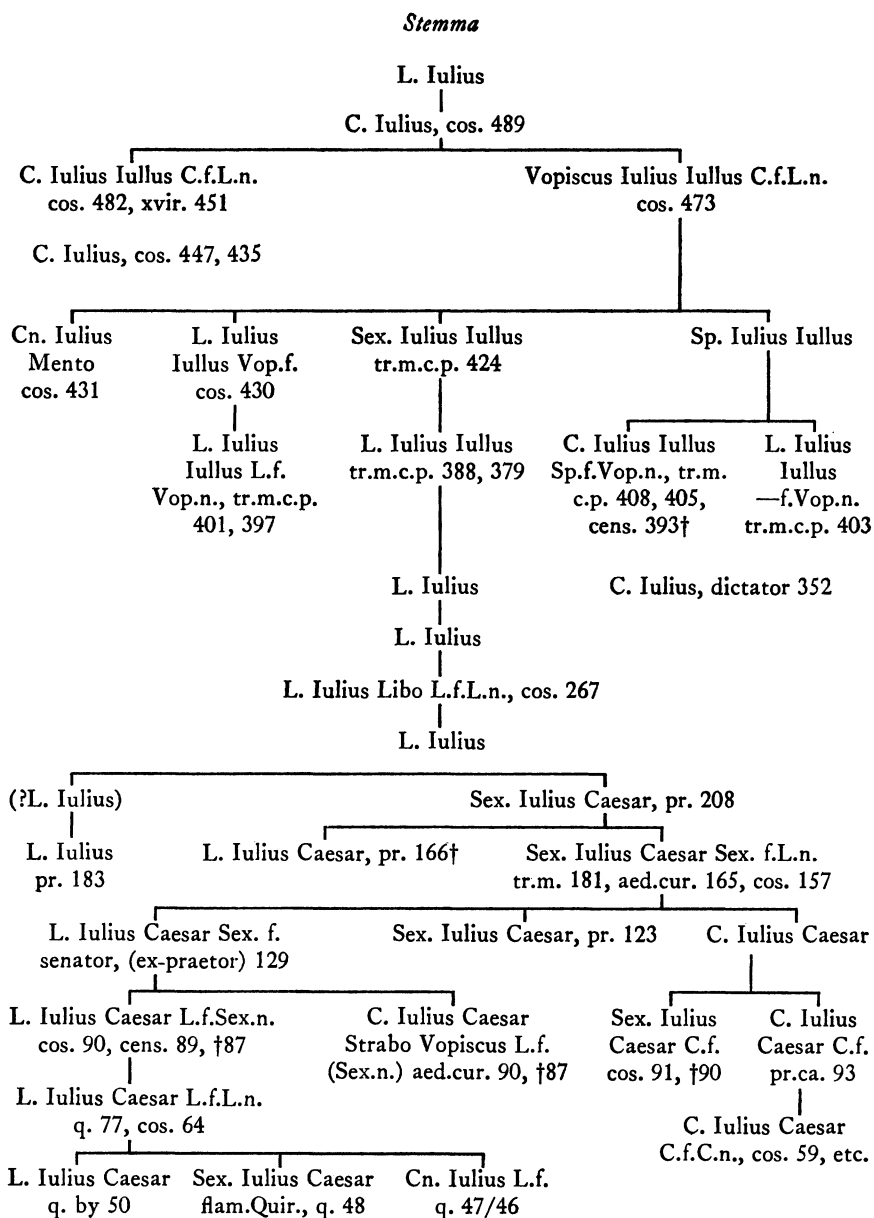 Stemma
L. Iulius
C. Iulius, cos. 489
C. Iulius Iullus C.f.L.n.
cos. 482, xvir. 451
Vopiscus Iulius Iullus C.f.L.n.
cos. 473
C. Iulius, cos. 447, 435
Cn. Iulius
Mento
cos. 431
L. Iulius
Iullus Vop.f.
cos. 430
Sex. Iulius Iullus
tr.m.c.p. 424
Sp. Iulius Iullus
L. Iulius
Iullus L.f.
Vop.n., tr.m.c.p.
401, 397
L. Iulius Iullus
tr.m.c.p. 388, 379
C. Iulius Iullus
Sp.f.Vop.n., tr.m.
c.p. 408, 405,
cens. 393†
L. Iulius
Iullus
—f.Vop.n.
tr.m.c.p. 403
L. Iulius
C. Iulius, dictator 352
L. Iulius
L. Iulius Libo L.f.L.n., cos. 267
L. Iulius
(?L. Iulius)
Sex. Iulius Caesar, pr. 208
L. Iulius
pr. 183
L. Iulius Caesar, pr. 166†
Sex. Iulius Caesar Sex. f.L.n.
tr.m. 181, aed.cur. 165, cos. 157
L. Iulius Caesar Sex. f.
senator, (ex-praetor) 129
Sex. Iulius Caesar, pr. 123
C. Iulius Caesar
L. Iulius Caesar L.f.Sex.n.
cos. 90, cens. 89, †87
C. Iulius Caesar
Strabo Vopiscus L.f.
(Sex.n.) aed.cur. 90, †87
Sex. Iulius
Caesar C.f.
cos. 91, †90
C. Iulius
Caesar C.f.
pr.ca. 93
L. Iulius Caesar L.f.L.n.
q. 77, cos. 64
C. Iulius Caesar
C.f.C.n., cos. 59, etc.
L. Iulius Caesar
q. by 50
Sex. Iulius Caesar
flam.Quir., q. 48
Cn. Iulius L.f.
q. 47/46